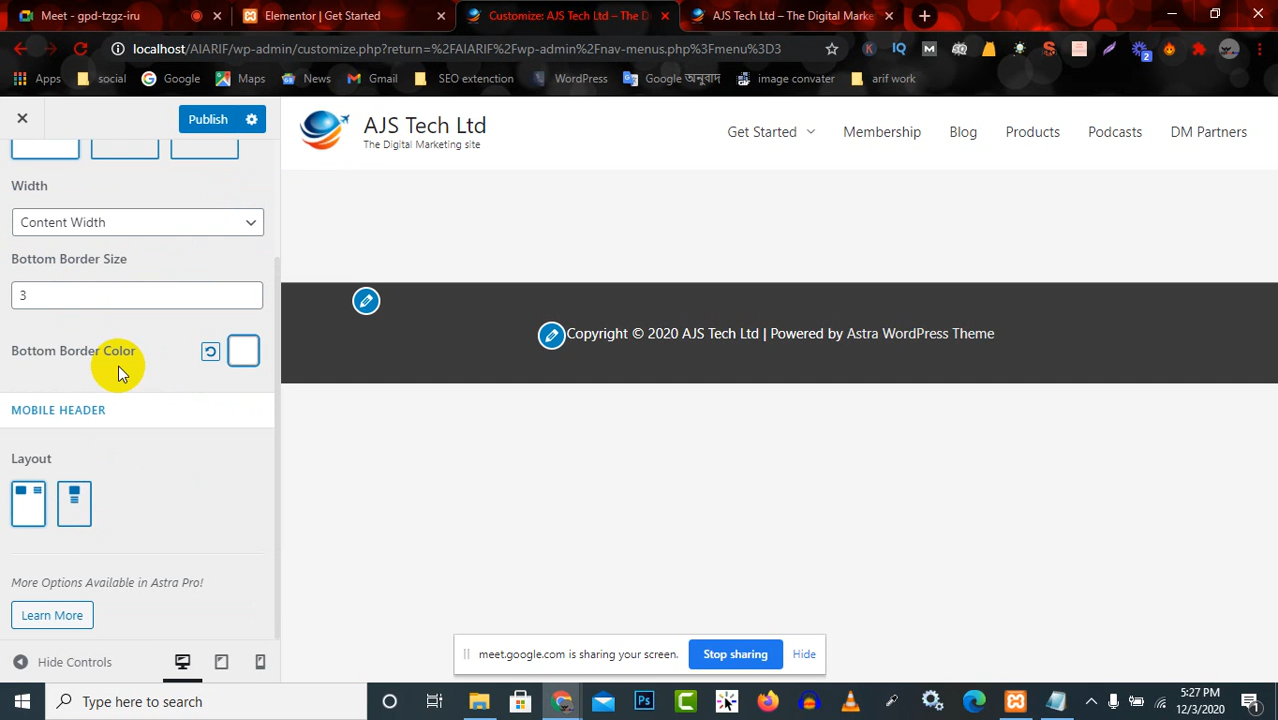 Meet - gpd-tzgz-iru
Elementor | Get Started
Customize: AJS Tech Ltd – The D
AJS Tech Ltd – The Digital Marke
localhost/AIARIF/wp-admin/customize.php?return=%2FAIARIF%2Fwp-admin%2Fnav-menus.php%3Fmenu%3D3
Apps social Google Maps News Gmail SEO extenction WordPress Google অনুবাদ image convater arif work
Publish
AJS Tech Ltd
The Digital Marketing site
Get Started Membership Blog Products Podcasts DM Partners
Width
Content Width
Bottom Border Size
3
Bottom Border Color
Copyright © 2020 AJS Tech Ltd | Powered by Astra WordPress Theme
MOBILE HEADER
Layout
More Options Available in Astra Pro!
Learn More
Hide Controls
meet.google.com is sharing your screen. Stop sharing Hide
Type here to search
5:27 PM
12/3/2020